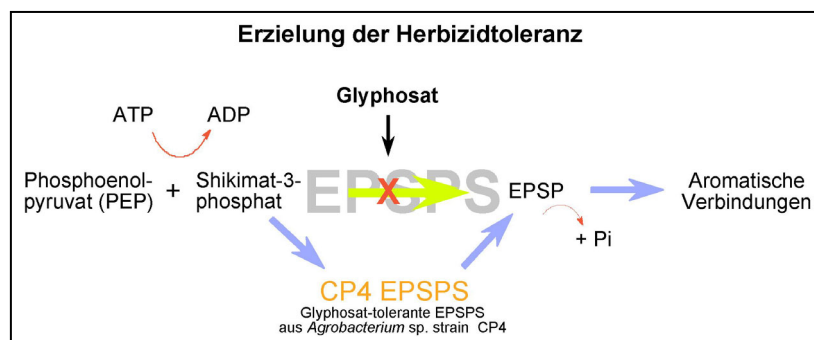 Erzielung der Herbizidtoleranz
Glyphosat
ATP ADP
Phosphoenol-
pyruvat (PEP)
+
Shikimat-3-
phosphat
EPSPS
X
EPSP
+ Pi
Aromatische
Verbindungen
CP4 EPSPS
Glyphosat-tolerante EPSPS
aus Agrobacterium sp. strain CP4